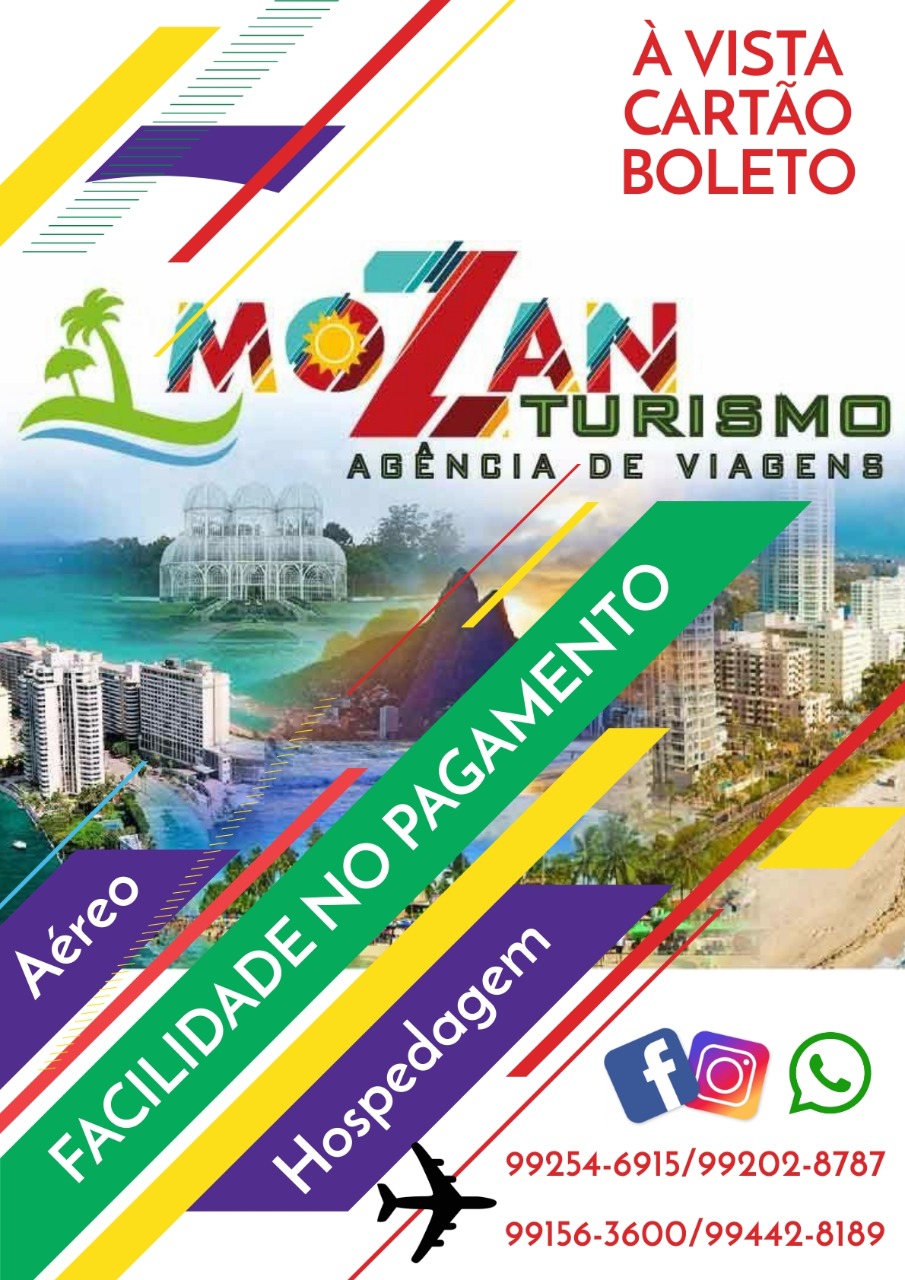 À VISTA
CARTÃO
BOLETO
MOZAN
TURISMO
AGÊNCIA DE VIAGENS
FACILIDADE NO PAGAMENTO
Aéreo
Hospedagem
99254-6915/99202-8787
99156-3600/99442-8189